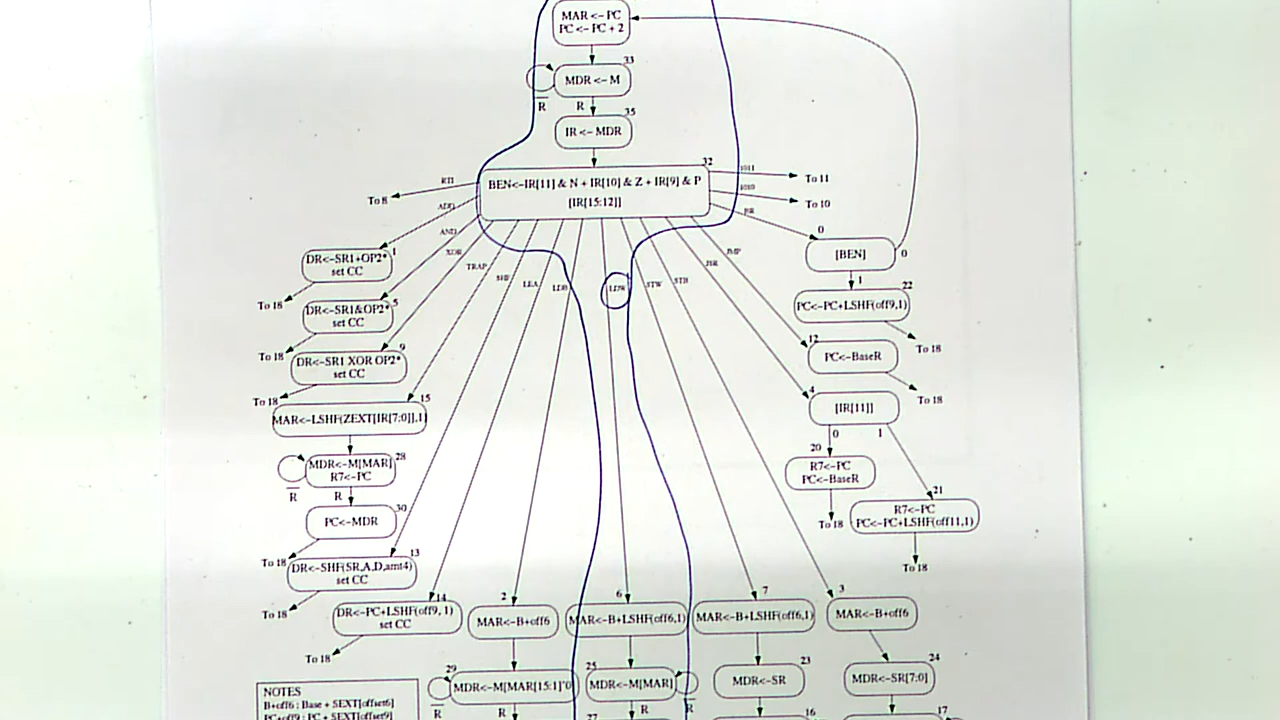 MAR <- PC
PC <- PC + 2
33
MDR <- M
R
R
35
IR <- MDR
32
BEN<-IR[11] & N + IR[10] & Z + IR[9] & P
[IR[15:12]]
RTI
To 8
1011
To 11
1010
To 10
ADD
AND
XOR
TRAP
SHF
LEA
LDB
LDW
STW
STB
JSR
JMP
BR
1
DR<-SR1+OP2*
set CC
To 18
5
DR<-SR1&OP2*
set CC
To 18
9
DR<-SR1 XOR OP2*
set CC
To 18
15
MAR<-LSHF(ZEXT[IR[7:0]],1)
28
MDR<-M[MAR]
R7<-PC
R
R
30
PC<-MDR
To 18
13
DR<-SHF(SR,A,D,amt4)
set CC
To 18
14
DR<-PC+LSHF(off9, 1)
set CC
To 18
0
[BEN]
0
1
22
PC<-PC+LSHF(off9,1)
To 18
12
PC<-BaseR
To 18
4
[IR[11]]
0
1
20
R7<-PC
PC<-BaseR
To 18
21
R7<-PC
PC<-PC+LSHF(off11,1)
To 18
2
MAR<-B+off6
6
MAR<-B+LSHF(off6,1)
7
MAR<-B+LSHF(off6,1)
3
MAR<-B+off6
29
MDR<-M[MAR[15:1]'0]
R
R
25
MDR<-M[MAR]
R
R
23
MDR<-SR
24
MDR<-SR[7:0]
27
16
17
NOTES
B+off6 : Base + SEXT[offset6]
PC+off9 : PC + SEXT[offset9]